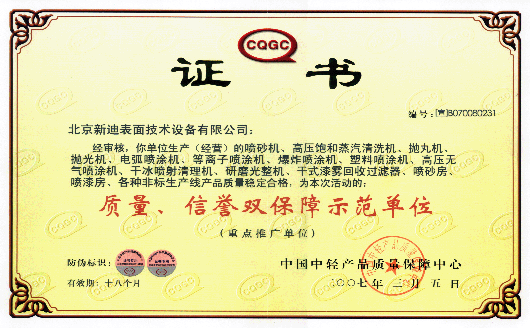 CQGC
证书
编号:[宣]B070080231
北京新迪表面技术设备有限公司:
经审核,你单位生产(经营)的喷砂机、高压饱和蒸汽清洗机、抛丸机、
抛光机、电弧喷涂机、等离子喷涂机、爆炸喷涂机、塑料喷涂机、高压无
气喷涂机、干冰喷射清理机、研磨光整机、干式漆雾回收过滤器、喷砂房、
喷漆房、各种非标生产线产品质量稳定合格,为本次活动的:
质量、信誉双保障示范单位
(重点推广单位)
防伪标识:
中国中轻产品质量保障中心
有效期:十八个月
二〇〇七年 三月 五日